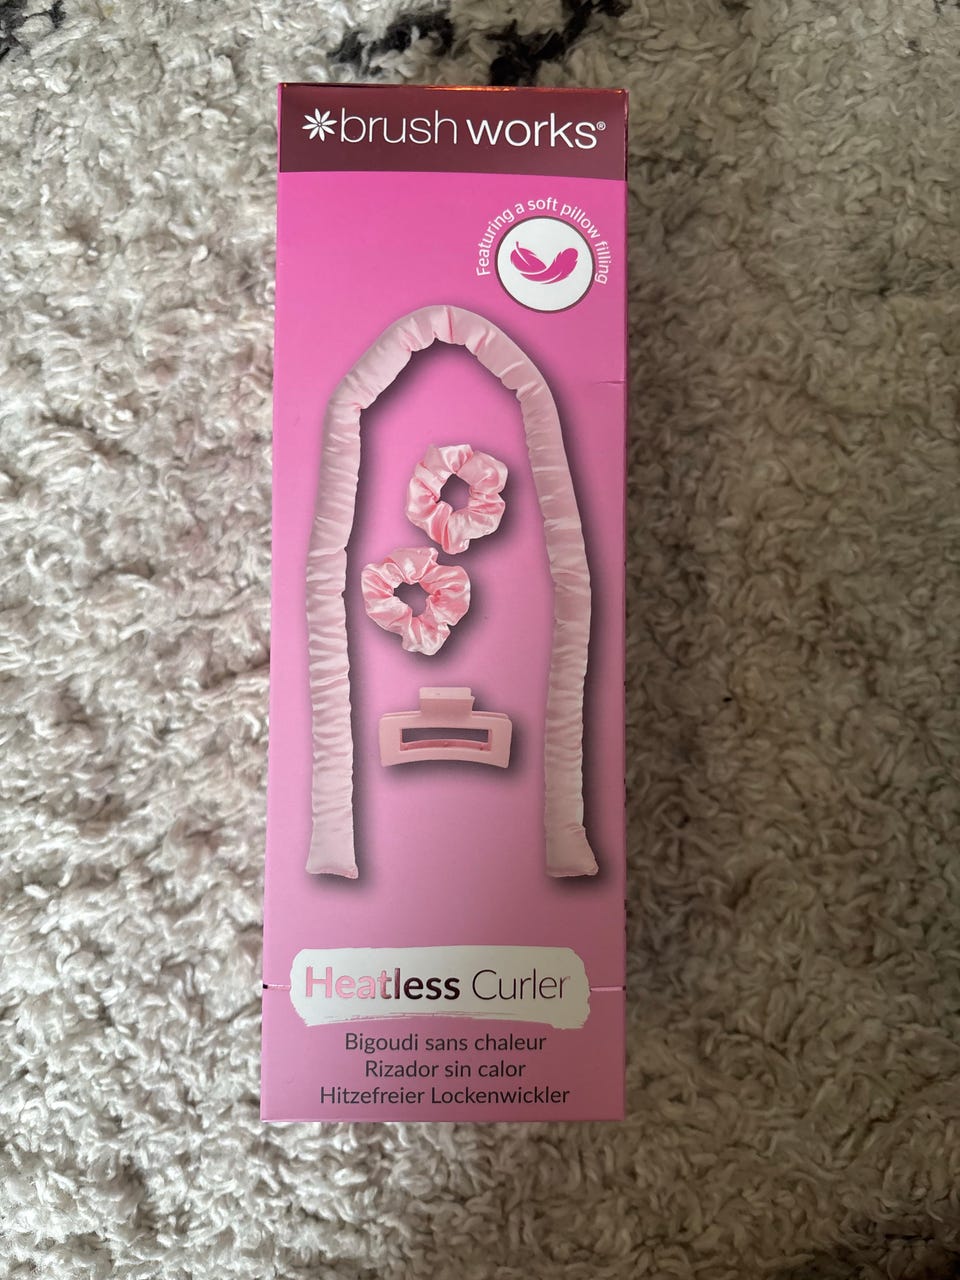 brushworks®
Featuring a soft pillow filling
Heatless Curler
Bigoudi sans chaleur
Rizador sin calor
Hitzefreier Lockenwickler